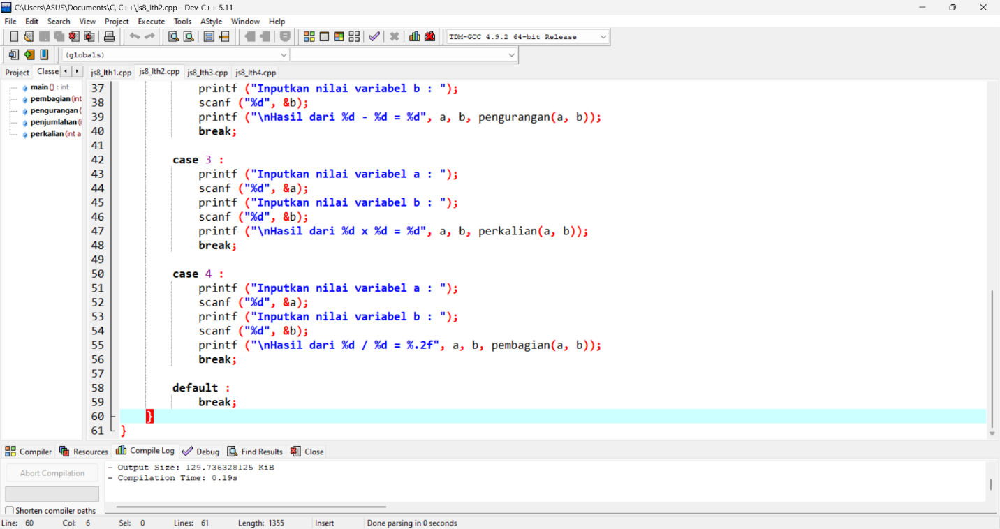 C:\Users\ASUS\Documents\C, C++\js8_lth2.cpp - Dev-C++ 5.11
File Edit Search View Project Execute Tools AStyle Window Help
TDM-GCC 4.9.2 64-bit Release
(globals)
Project Classe js8_lth1.cpp js8_lth2.cpp js8_lth3.cpp js8_lth4.cpp
main () : int
pembagian (int
pengurangan (
penjumlahan (i
perkalian (int a
37 printf ("Inputkan nilai variabel b : ");
38 scanf ("%d", &b);
39 printf ("\nHasil dari %d - %d = %d", a, b, pengurangan(a, b));
40 break;
41
42 case 3 :
43 printf ("Inputkan nilai variabel a : ");
44 scanf ("%d", &a);
45 printf ("Inputkan nilai variabel b : ");
46 scanf ("%d", &b);
47 printf ("\nHasil dari %d x %d = %d", a, b, perkalian(a, b));
48 break;
49
50 case 4 :
51 printf ("Inputkan nilai variabel a : ");
52 scanf ("%d", &a);
53 printf ("Inputkan nilai variabel b : ");
54 scanf ("%d", &b);
55 printf ("\nHasil dari %d / %d = %.2f", a, b, pembagian(a, b));
56 break;
57
58 default :
59 break;
60 }
61 }
Compiler Resources Compile Log Debug Find Results Close
Abort Compilation
Shorten compiler paths
- Output Size: 129.736328125 KiB
- Compilation Time: 0.19s
Line: 60 Col: 6 Sel: 0 Lines: 61 Length: 1355 Insert Done parsing in 0 seconds